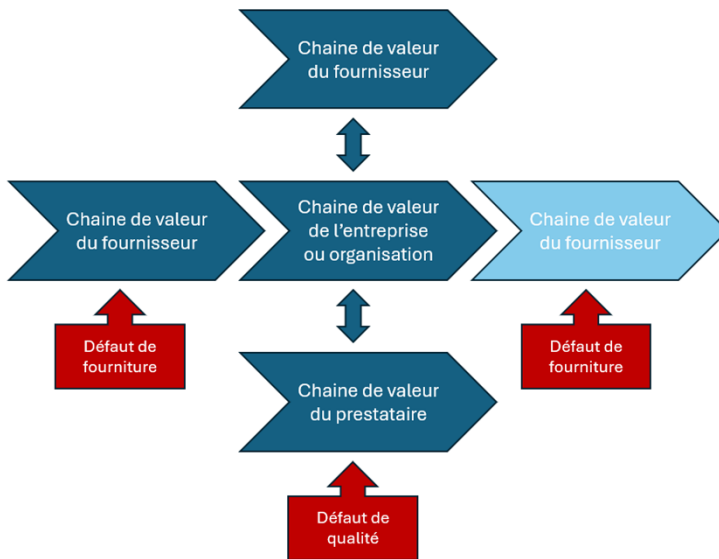 Chaine de valeur
du fournisseur
Chaine de valeur
du fournisseur
Chaine de valeur
de l'entreprise
ou organisation
Chaine de valeur
du fournisseur
Défaut de
fourniture
Défaut de
fourniture
Chaine de valeur
du prestataire
Défaut de
qualité